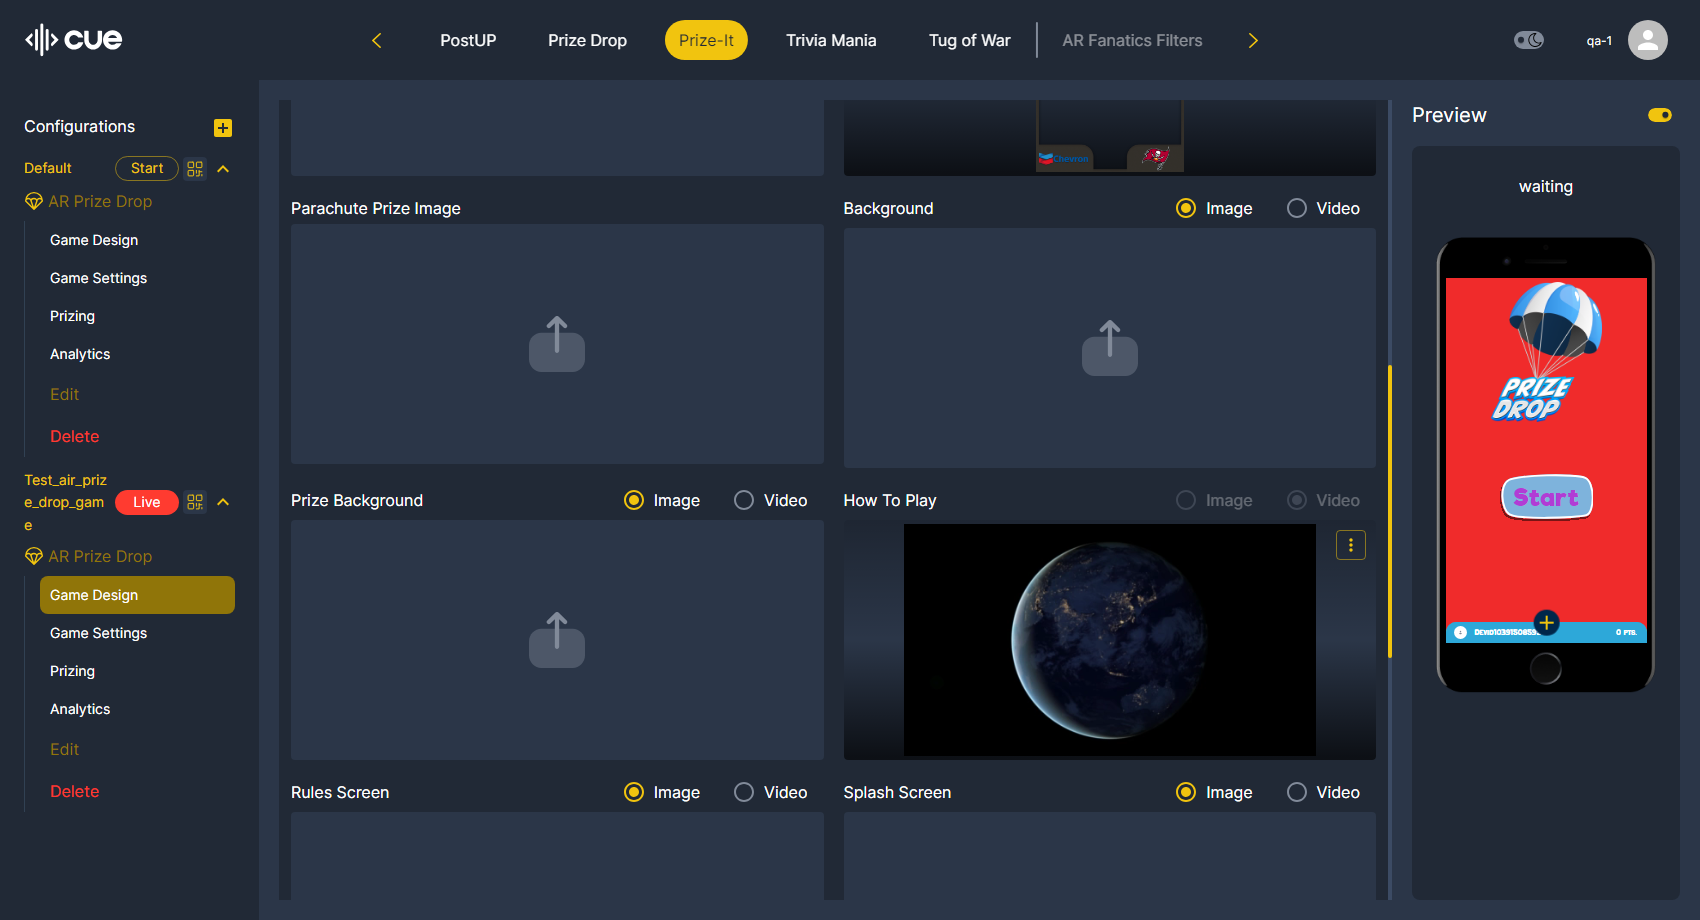 cue
PostUP
Prize Drop
Prize-It
Trivia Mania
Tug of War
AR Fanatics Filters
qa-1
Configurations
Default
Start
AR Prize Drop
Game Design
Game Settings
Prizing
Analytics
Edit
Delete
Test_air_priz
e_drop_gam
e
Live
AR Prize Drop
Game Design
Game Settings
Prizing
Analytics
Edit
Delete
Chevron
Parachute Prize Image
Background
Image
Video
Prize Background
Image
Video
How To Play
Image
Video
Rules Screen
Image
Video
Splash Screen
Image
Video
Preview
waiting
PRIZE
DROP
Start
0 PTS.